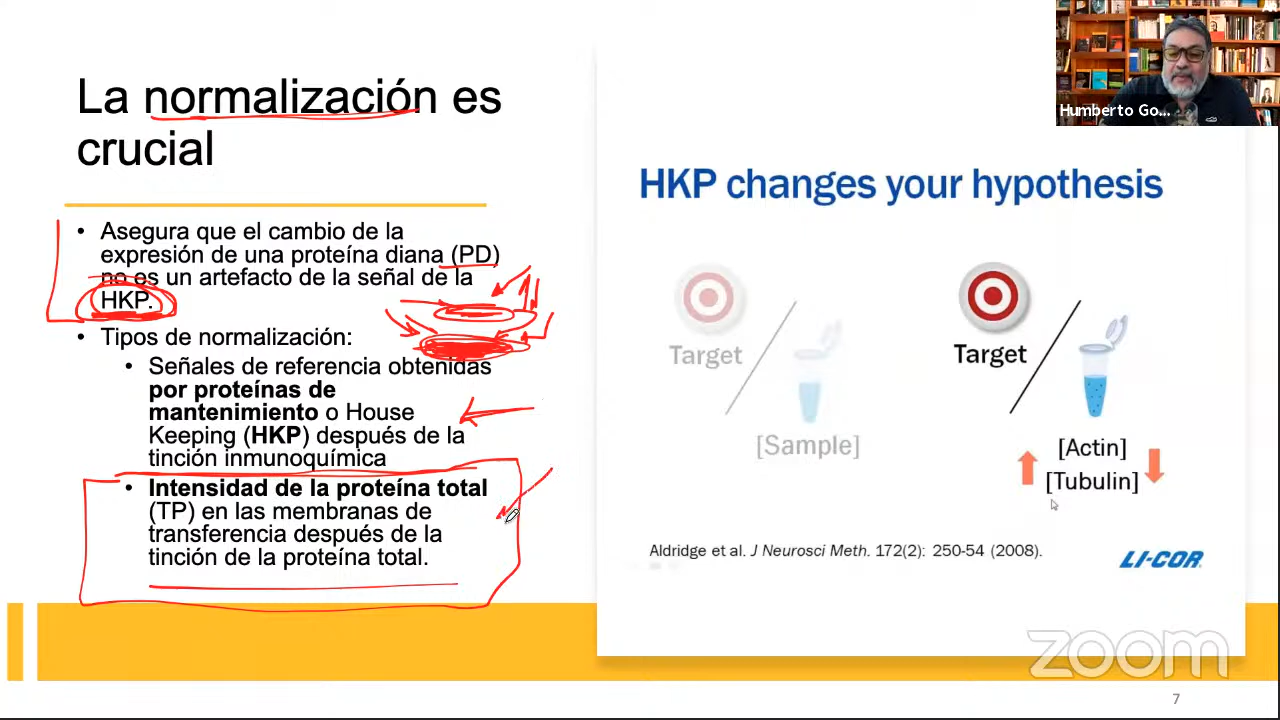 La normalización es
crucial
• Asegura que el cambio de la
expresión de una proteína diana (PD)
no es un artefacto de la señal de la
HKP.
• Tipos de normalización:
• Señales de referencia obtenidas
por proteínas de
mantenimiento o House
Keeping (HKP) después de la
tinción inmunoquímica
• Intensidad de la proteína total
(TP) en las membranas de
transferencia después de la
tinción de la proteína total.
HKP changes your hypothesis
Target
[Sample]
Target
[Actin]
[Tubulin]
Aldridge et al. J Neurosci Meth. 172(2): 250-54 (2008).
LI-COR
Humberto Go...
zoom
7